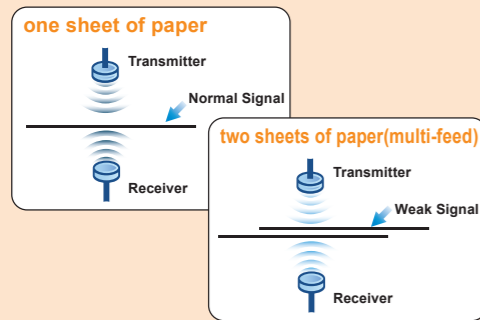 one sheet of paper
Transmitter
Normal Signal
Receiver
two sheets of paper(multi-feed)
Transmitter
Weak Signal
Receiver